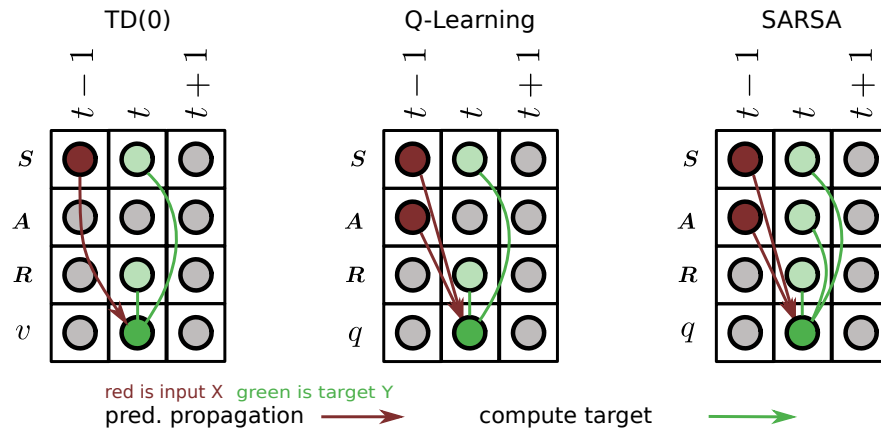 TD(0) Q-Learning SARSA
t − 1 t t + 1 t − 1 t t + 1 t − 1 t t + 1
S S S
A A A
R R R
v q q
red is input X green is target Y
pred. propagation compute target